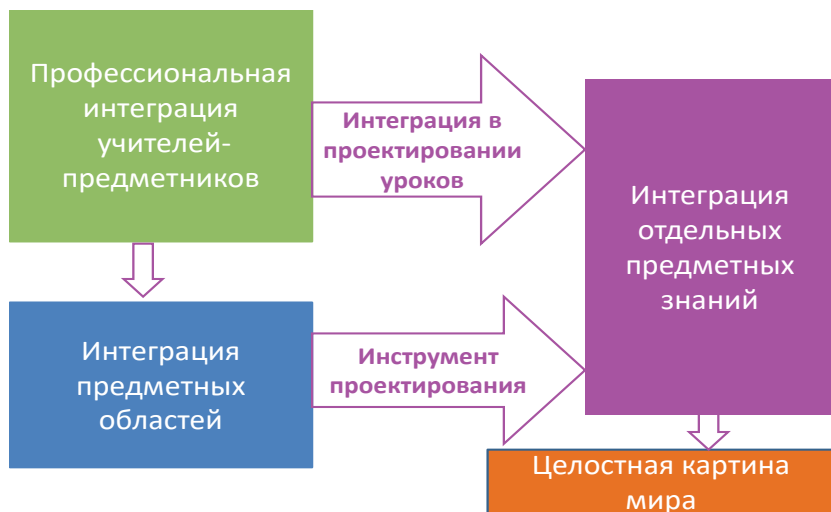 Профессиональная
интеграция
учителей-
предметников
Интеграция в
проектировании
уроков
Интеграция
отдельных
предметных
знаний
Интеграция
предметных
областей
Инструмент
проектирования
Целостная картина
мира